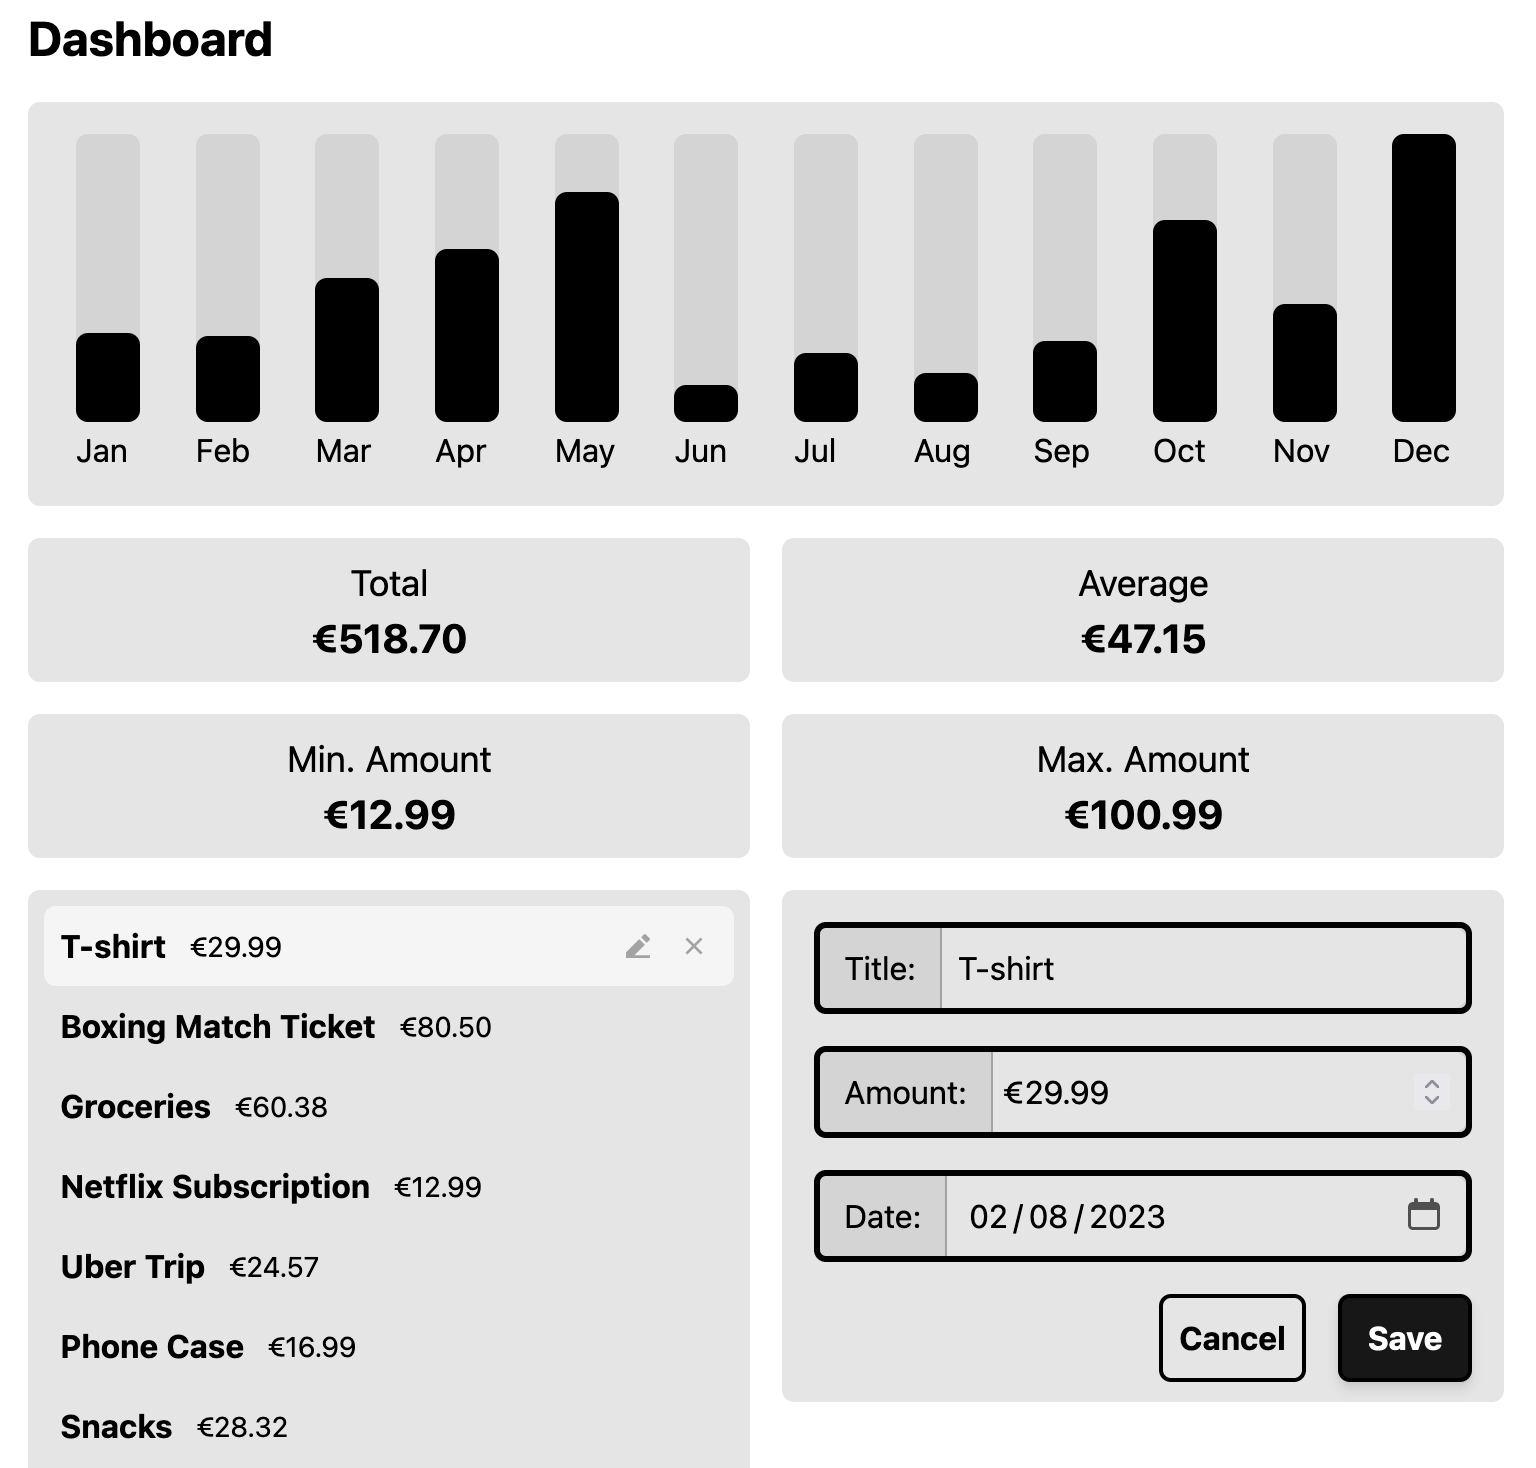 Dashboard
Jan Feb Mar Apr May Jun Jul Aug Sep Oct Nov Dec
Total
€518.70
Average
€47.15
Min. Amount
€12.99
Max. Amount
€100.99
T-shirt €29.99
Boxing Match Ticket €80.50
Groceries €60.38
Netflix Subscription €12.99
Uber Trip €24.57
Phone Case €16.99
Snacks €28.32
Title: T-shirt
Amount: €29.99
Date: 02/08/2023
Cancel Save